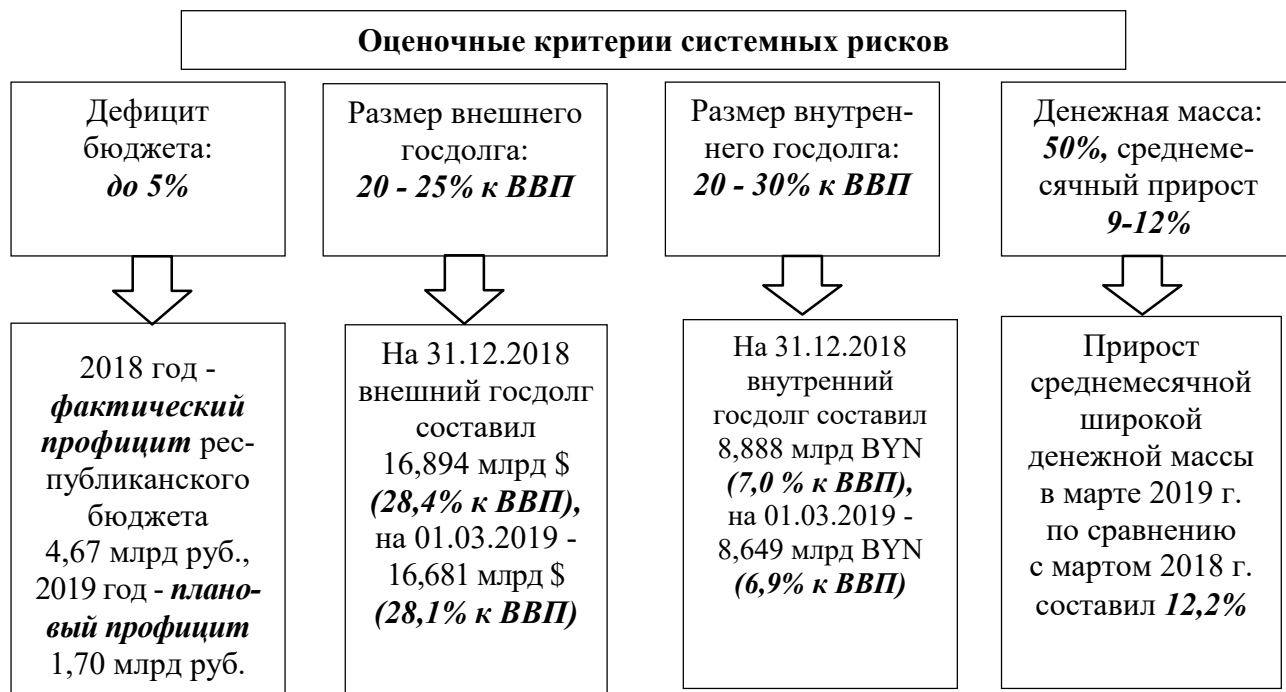 Оценочные критерии системных рисков
Дефицит
бюджета:
до 5%
Размер внешнего
госдолга:
20 - 25% к ВВП
Размер внутрен-
него госдолга:
20 - 30% к ВВП
Денежная масса:
50%, среднеме-
сячный прирост
9-12%
2018 год -
фактический
профицит рес-
публиканского
бюджета
4,67 млрд руб.,
2019 год - плано-
вый профицит
1,70 млрд руб.
На 31.12.2018
внешний госдолг
составил
16,894 млрд $
(28,4% к ВВП),
на 01.03.2019 -
16,681 млрд $
(28,1% к ВВП)
На 31.12.2018
внутренний
госдолг составил
8,888 млрд BYN
(7,0 % к ВВП),
на 01.03.2019 -
8,649 млрд BYN
(6,9% к ВВП)
Прирост
среднемесячной
широкой
денежной массы
в марте 2019 г.
по сравнению
с мартом 2018 г.
составил 12,2%